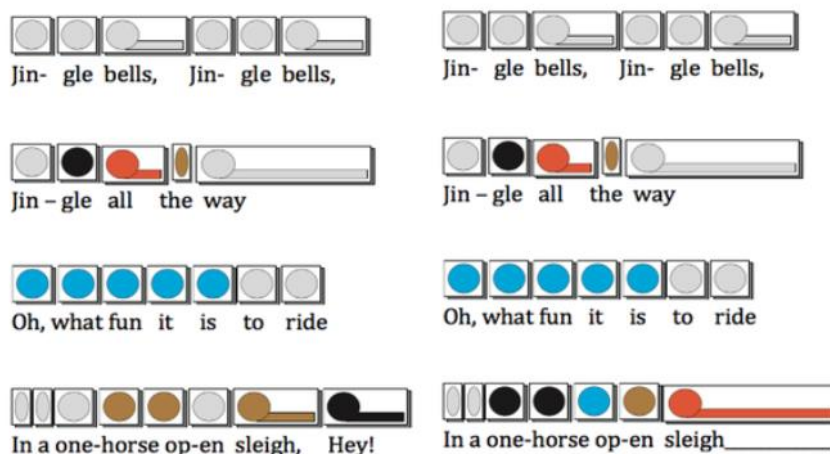 Jin- gle bells, Jin- gle bells,
Jin – gle all the way
Oh, what fun it is to ride
In a one-horse op-en sleigh, Hey!
Jin- gle bells, Jin- gle bells,
Jin – gle all the way
Oh, what fun it is to ride
In a one-horse op-en sleigh__________